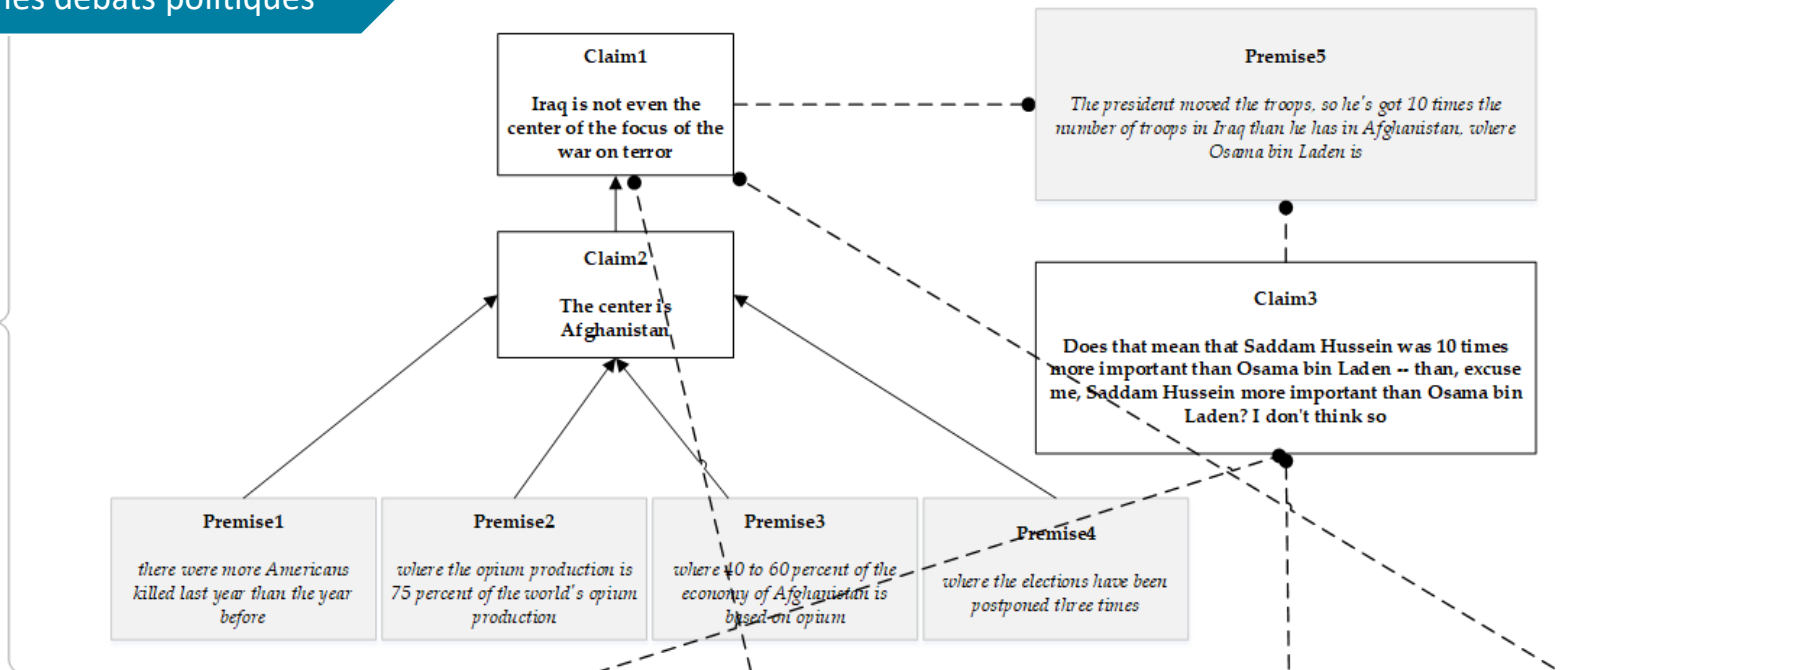 les débats politiques
Claim1
Iraq is not even the
center of the focus of the
war on terror
Premise5
The president moved the troops, so he's got 10 times the
number of troops in Iraq than he has in Afghanistan, where
Osama bin Laden is
Claim2
The center is
Afghanistan
Claim3
Does that mean that Saddam Hussein was 10 times
more important than Osama bin Laden -- than, excuse
me, Saddam Hussein more important than Osama bin
Laden? I don't think so
Premise1
there were more Americans
killed last year than the year
before
Premise2
where the opium production is
75 percent of the world's opium
production
Premise3
where 40 to 60 percent of the
economy of Afghanistan is
based on opium
Premise4
where the elections have been
postponed three times